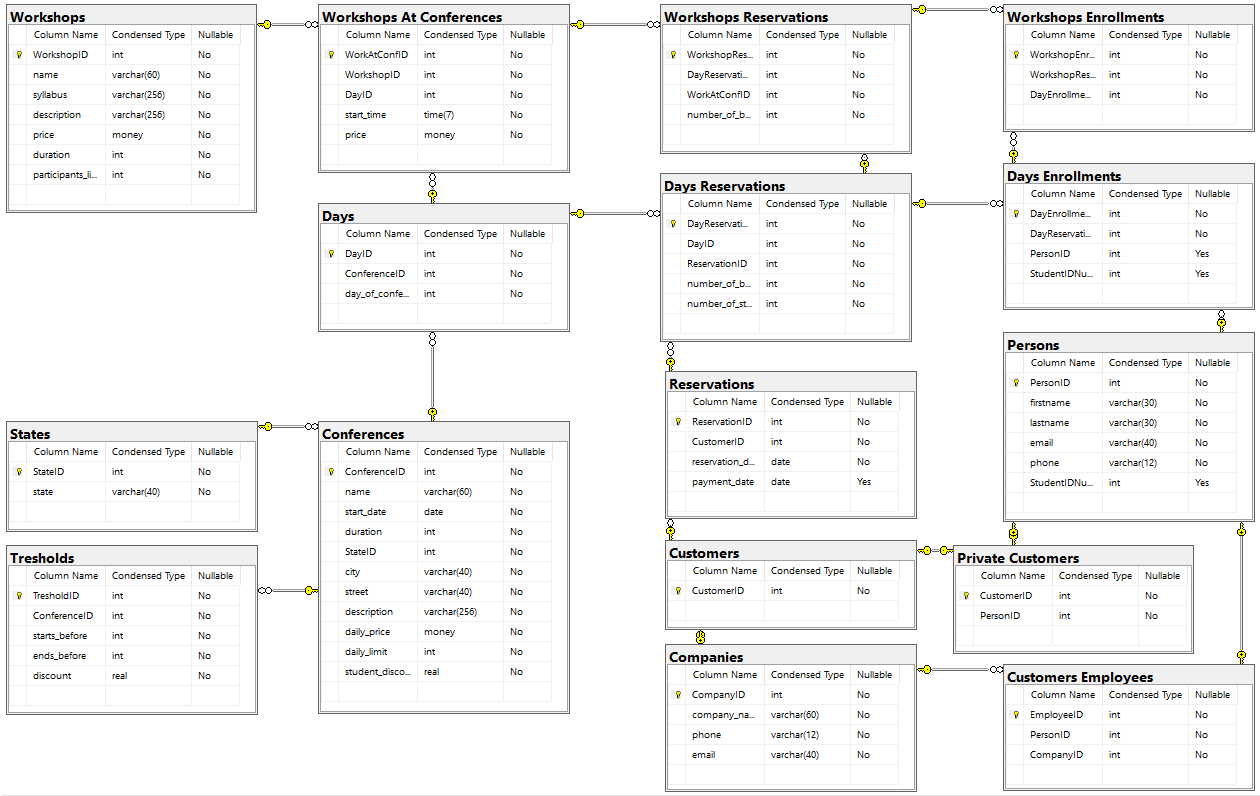 Workshops
Column Name Condensed Type Nullable
WorkshopID int No
name varchar(60) No
syllabus varchar(256) No
description varchar(256) No
price money No
duration int No
participants_li... int No
Workshops At Conferences
Column Name Condensed Type Nullable
WorkAtConfID int No
WorkshopID int No
DayID int No
start_time time(7) No
price money No
Workshops Reservations
Column Name Condensed Type Nullable
WorkshopRes... int No
DayReservati... int No
WorkAtConfID int No
number_of_b... int No
Workshops Enrollments
Column Name Condensed Type Nullable
WorkshopEnr... int No
WorkshopRes... int No
DayEnrollme... int No
Days
Column Name Condensed Type Nullable
DayID int No
ConferenceID int No
day_of_confe... int No
Days Reservations
Column Name Condensed Type Nullable
DayReservati... int No
DayID int No
ReservationID int No
number_of_b... int No
number_of_st... int No
Days Enrollments
Column Name Condensed Type Nullable
DayEnrollme... int No
DayReservati... int No
PersonID int Yes
StudentIDNu... int Yes
States
Column Name Condensed Type Nullable
StateID int No
state varchar(40) No
Conferences
Column Name Condensed Type Nullable
ConferenceID int No
name varchar(60) No
start_date date No
duration int No
StateID int No
city varchar(40) No
street varchar(40) No
description varchar(256) No
daily_price money No
daily_limit int No
student_disco... real No
Reservations
Column Name Condensed Type Nullable
ReservationID int No
CustomerID int No
reservation_d... date No
payment_date date Yes
Persons
Column Name Condensed Type Nullable
PersonID int No
firstname varchar(30) No
lastname varchar(30) No
email varchar(40) No
phone varchar(12) No
StudentIDNu... int Yes
Tresholds
Column Name Condensed Type Nullable
TresholdID int No
ConferenceID int No
starts_before int No
ends_before int No
discount real No
Customers
Column Name Condensed Type Nullable
CustomerID int No
Private Customers
Column Name Condensed Type Nullable
CustomerID int No
PersonID int No
Companies
Column Name Condensed Type Nullable
CompanyID int No
company_na... varchar(60) No
phone varchar(12) No
email varchar(40) No
Customers Employees
Column Name Condensed Type Nullable
EmployeeID int No
PersonID int No
CompanyID int No